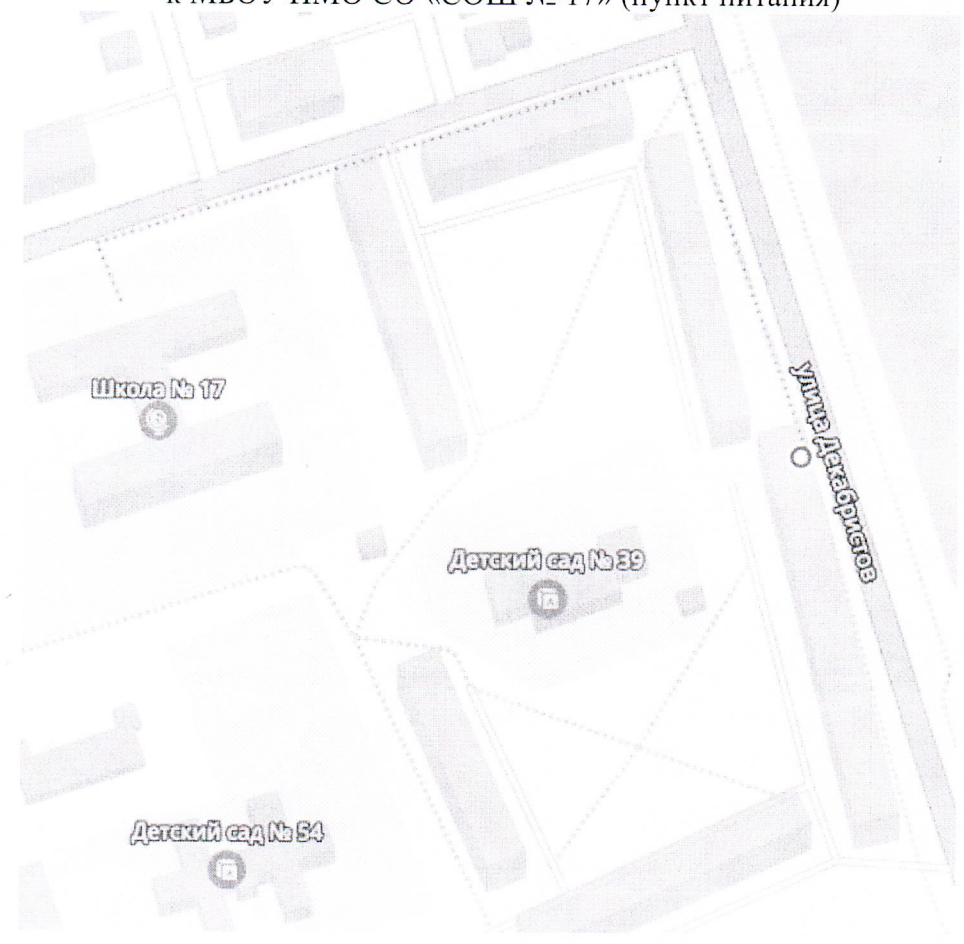 к МБОУ ПМО СО «СОШ № 17» (пункт питания)
Школа № 17
улица Декабристов
Детский сад № 39
Детский сад № 54